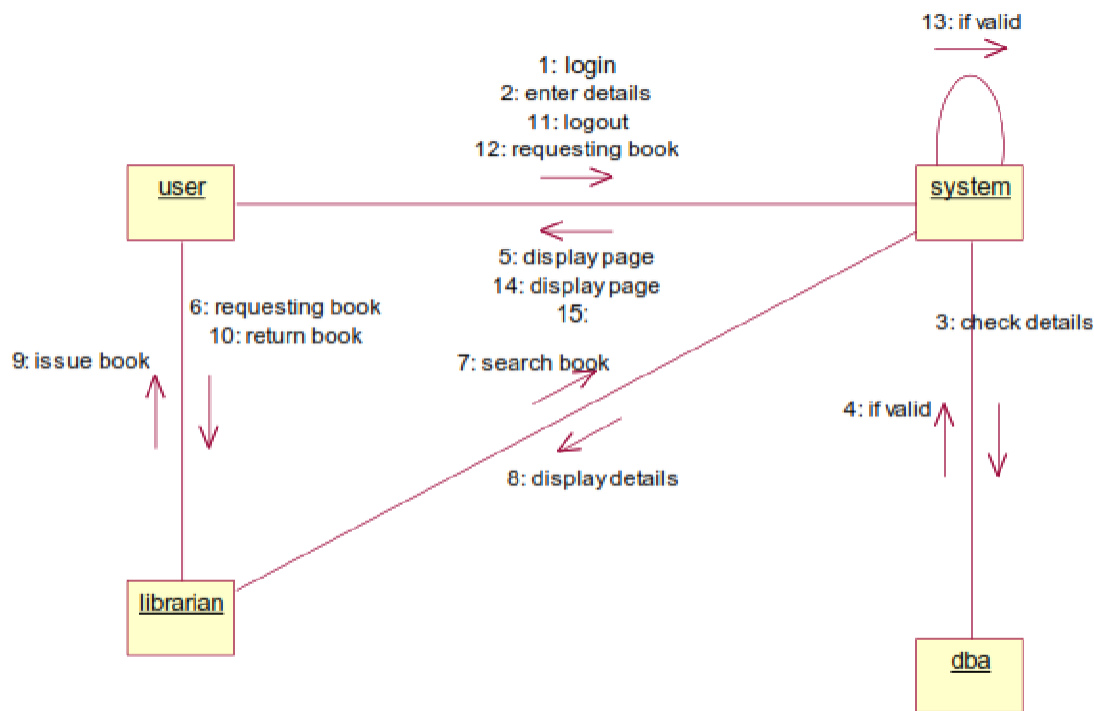 13: if valid
1: login
2: enter details
11: logout
12: requesting book
user
system
5: display page
14: display page
15:
6: requesting book
10: return book
3: check details
9: issue book
7: search book
4: if valid
8: display details
librarian
dba